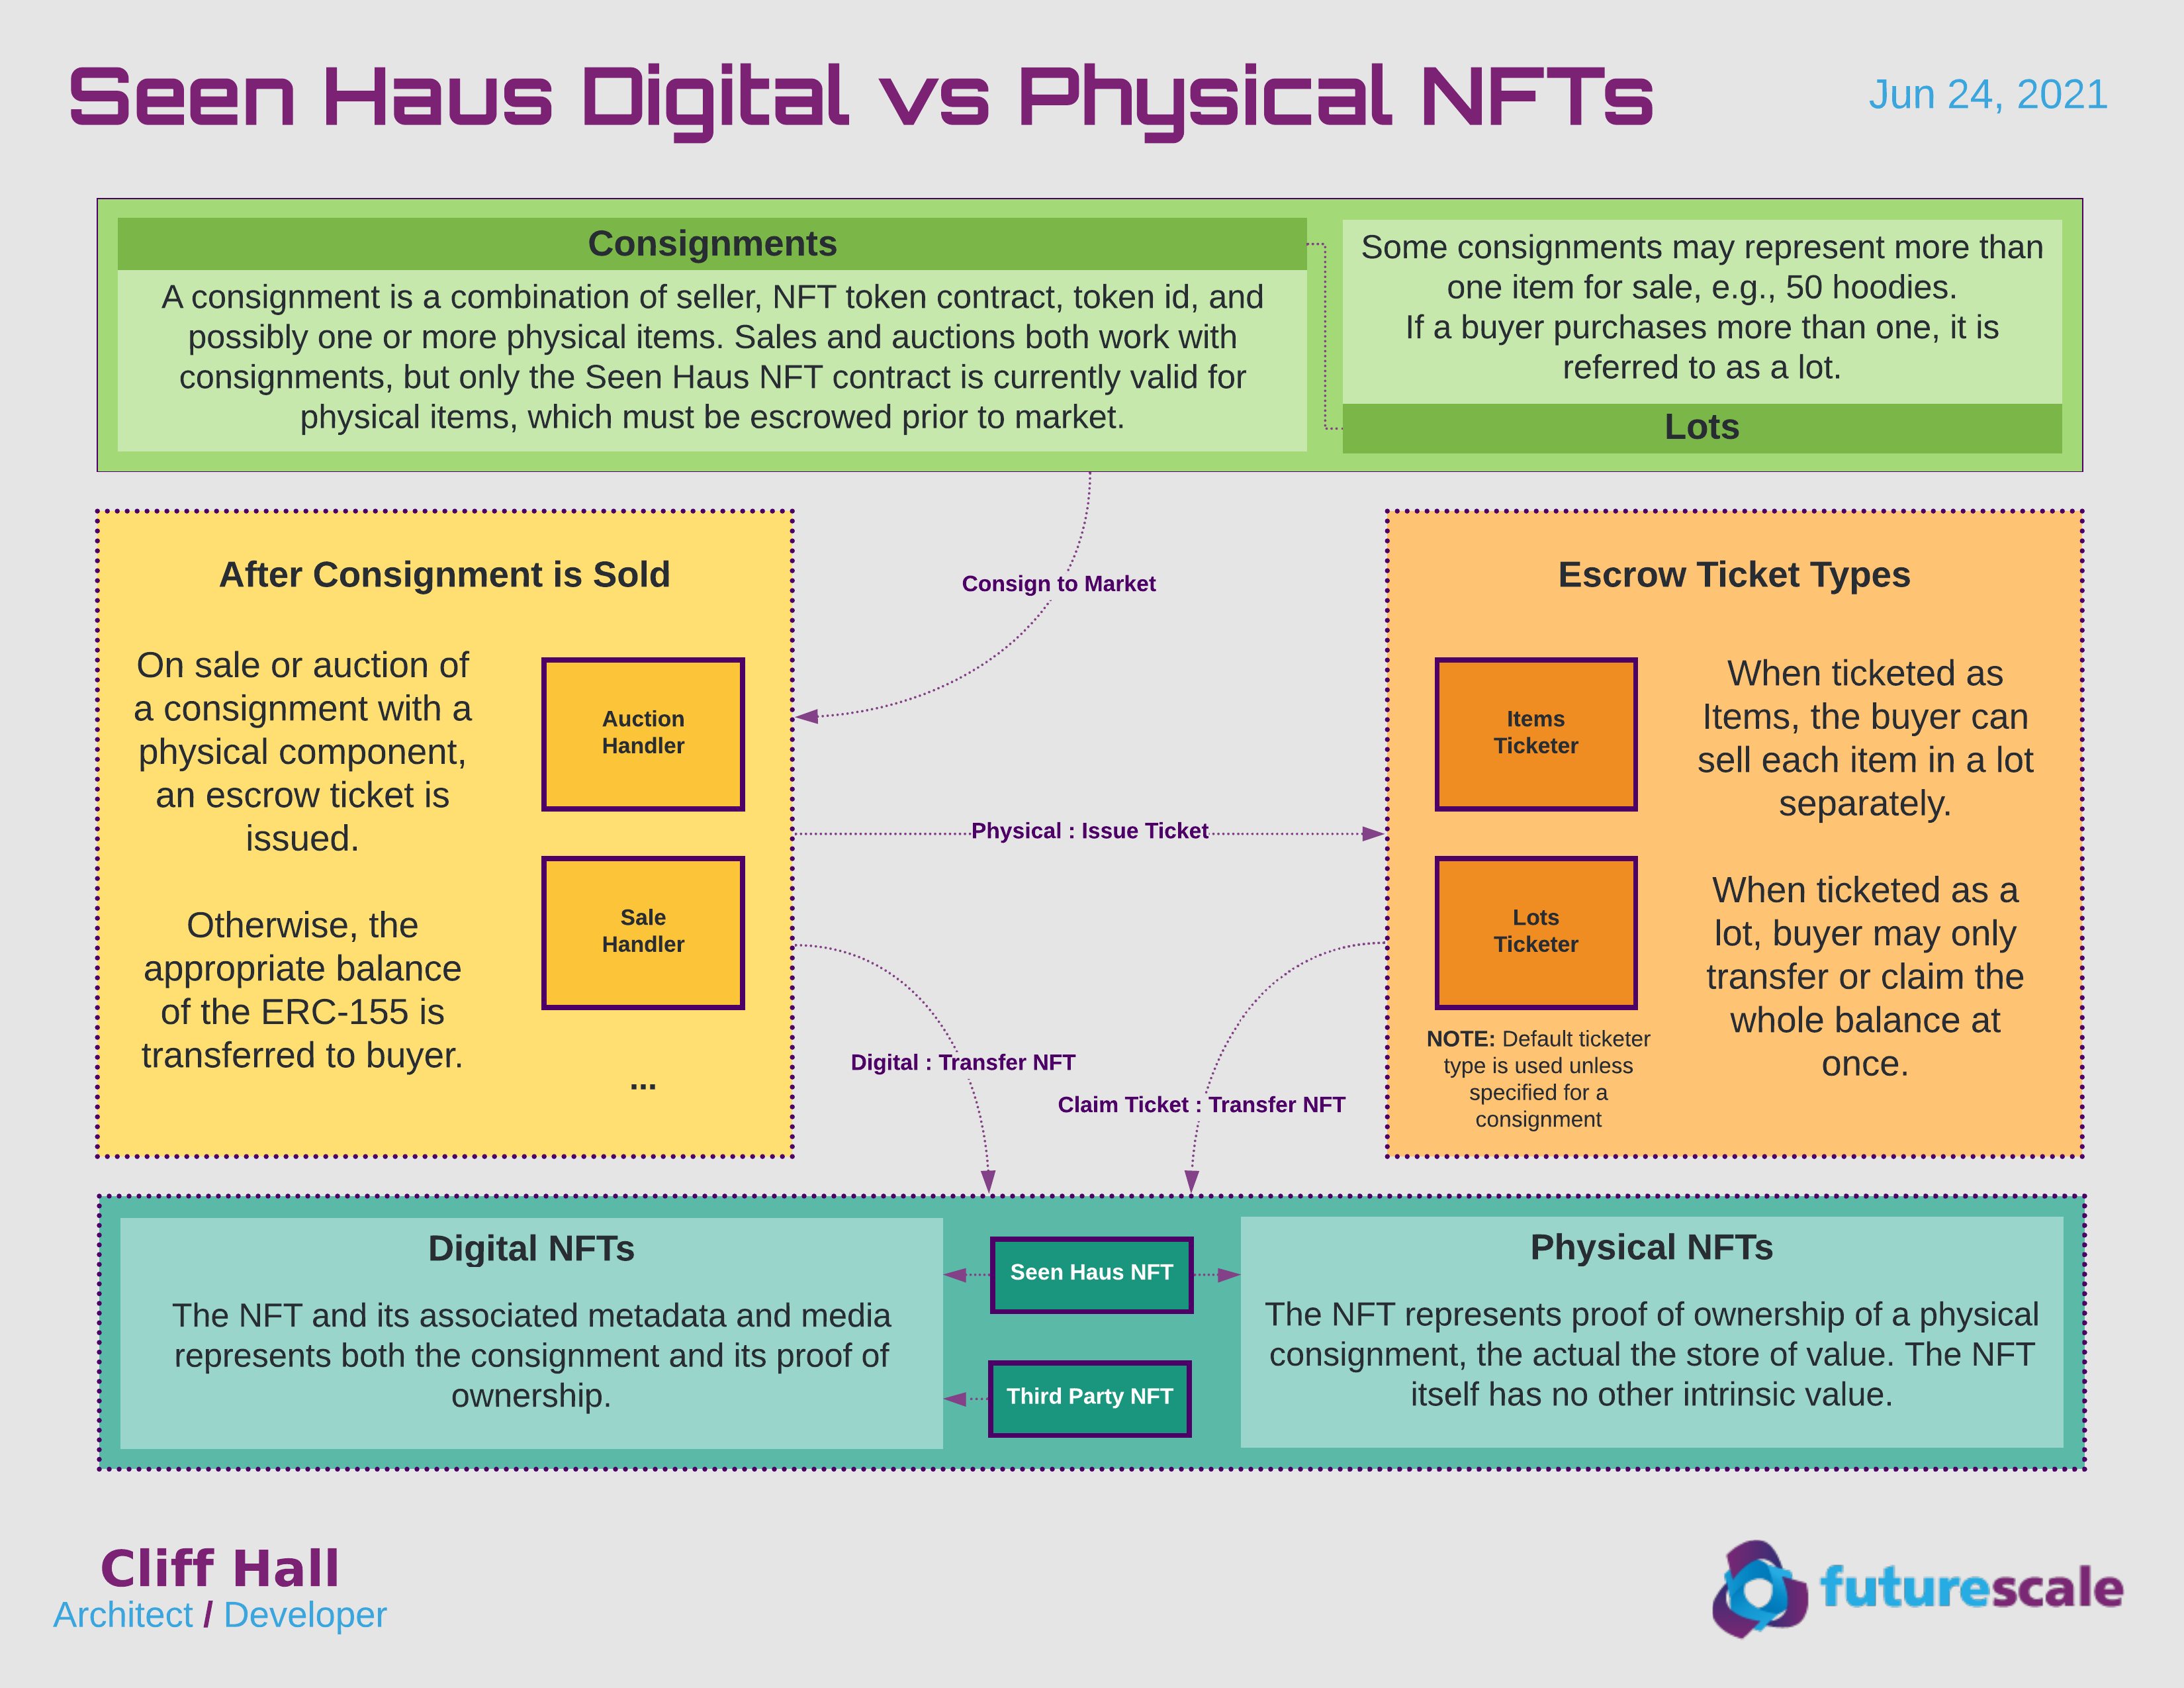 Seen Haus Digital vs Physical NFTs
Jun 24, 2021
Consignments
A consignment is a combination of seller, NFT token contract, token id, and
possibly one or more physical items. Sales and auctions both work with
consignments, but only the Seen Haus NFT contract is currently valid for
physical items, which must be escrowed prior to market.
Some consignments may represent more than
one item for sale, e.g., 50 hoodies.
If a buyer purchases more than one, it is
referred to as a lot.
Lots
Consign to Market
After Consignment is Sold
On sale or auction of
a consignment with a
physical component,
an escrow ticket is
issued.
Otherwise, the
appropriate balance
of the ERC-155 is
transferred to buyer.
Auction
Handler
Sale
Handler
...
Physical : Issue Ticket
Digital : Transfer NFT
Claim Ticket : Transfer NFT
Escrow Ticket Types
Items
Ticketer
Lots
Ticketer
NOTE: Default ticketer
type is used unless
specified for a
consignment
When ticketed as
Items, the buyer can
sell each item in a lot
separately.
When ticketed as a
lot, buyer may only
transfer or claim the
whole balance at
once.
Digital NFTs
The NFT and its associated metadata and media
represents both the consignment and its proof of
ownership.
Seen Haus NFT
Third Party NFT
Physical NFTs
The NFT represents proof of ownership of a physical
consignment, the actual the store of value. The NFT
itself has no other intrinsic value.
Cliff Hall
Architect / Developer
futurescale